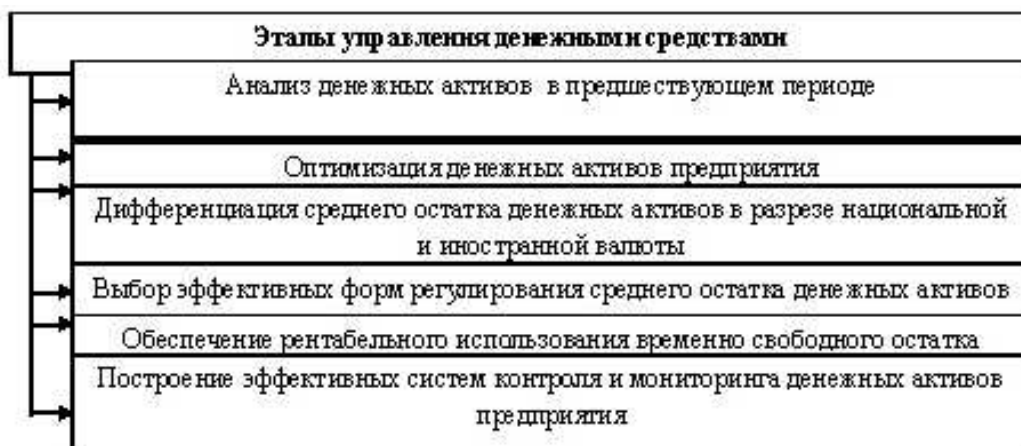 Этапы управления денежными средствами
Анализ денежных активов в предшествующем периоде
Оптимизация денежных активов предприятия
Дифференциация среднего остатка денежных активов в разрезе национальной
и иностранной валюты
Выбор эффективных форм регулирования среднего остатка денежных активов
Обеспечение рентабельного использования временно свободного остатка
Построение эффективных систем контроля и мониторинга денежных активов
предприятия